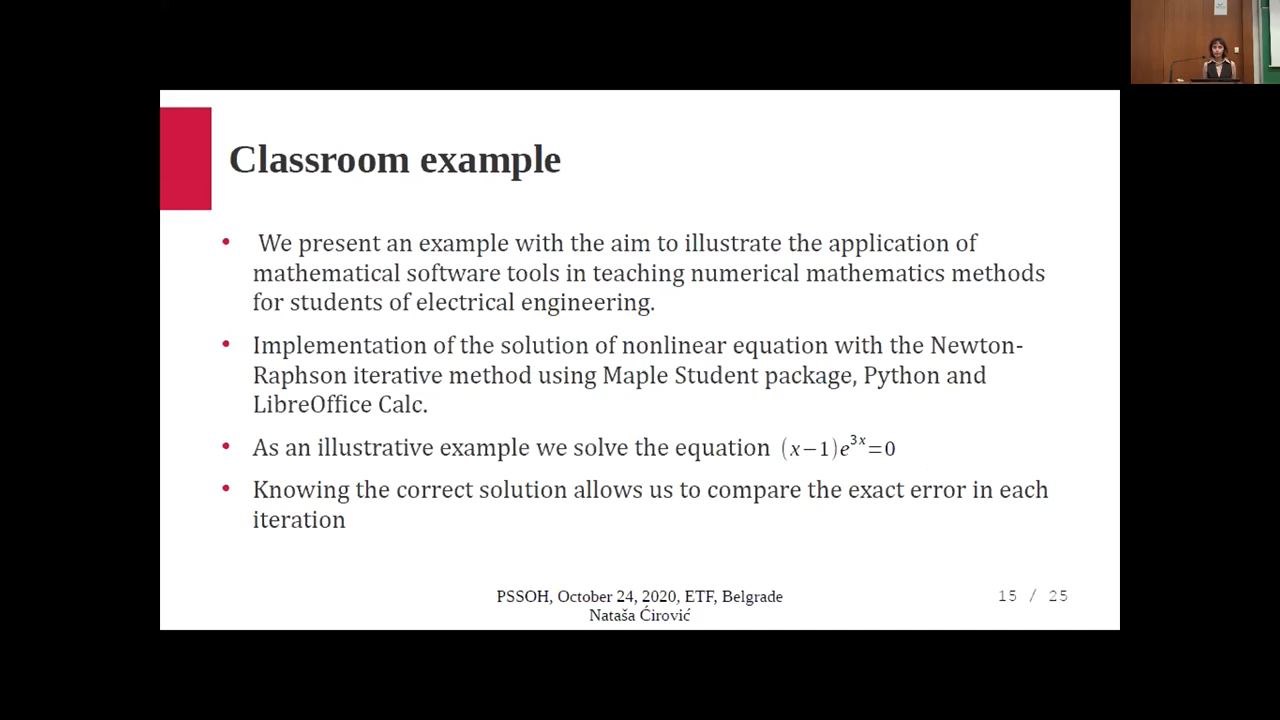 Classroom example
• We present an example with the aim to illustrate the application of
mathematical software tools in teaching numerical mathematics methods
for students of electrical engineering.
• Implementation of the solution of nonlinear equation with the Newton-
Raphson iterative method using Maple Student package, Python and
LibreOffice Calc.
• As an illustrative example we solve the equation (x−1)e^{3x}=0
• Knowing the correct solution allows us to compare the exact error in each
iteration
PSSOH, October 24, 2020, ETF, Belgrade
Nataša Ćirović
15 / 25